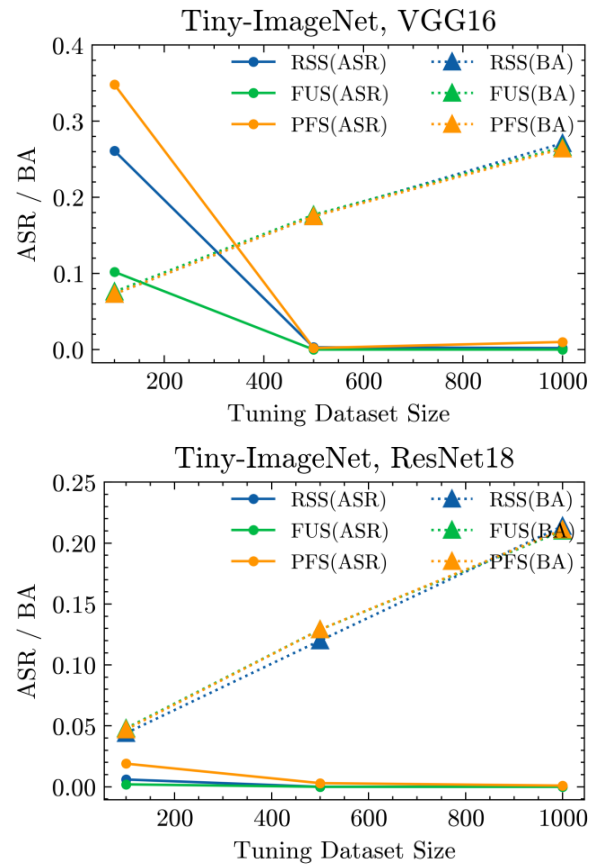 Tiny-ImageNet, VGG16
0.4
0.3
0.2
0.1
0.0
ASR / BA
RSS(ASR) RSS(BA)
FUS(ASR) FUS(BA)
PFS(ASR) PFS(BA)
200 400 600 800 1000
Tuning Dataset Size
Tiny-ImageNet, ResNet18
0.25
0.20
0.15
0.10
0.05
0.00
ASR / BA
RSS(ASR) RSS(BA)
FUS(ASR) FUS(BA)
PFS(ASR) PFS(BA)
200 400 600 800 1000
Tuning Dataset Size